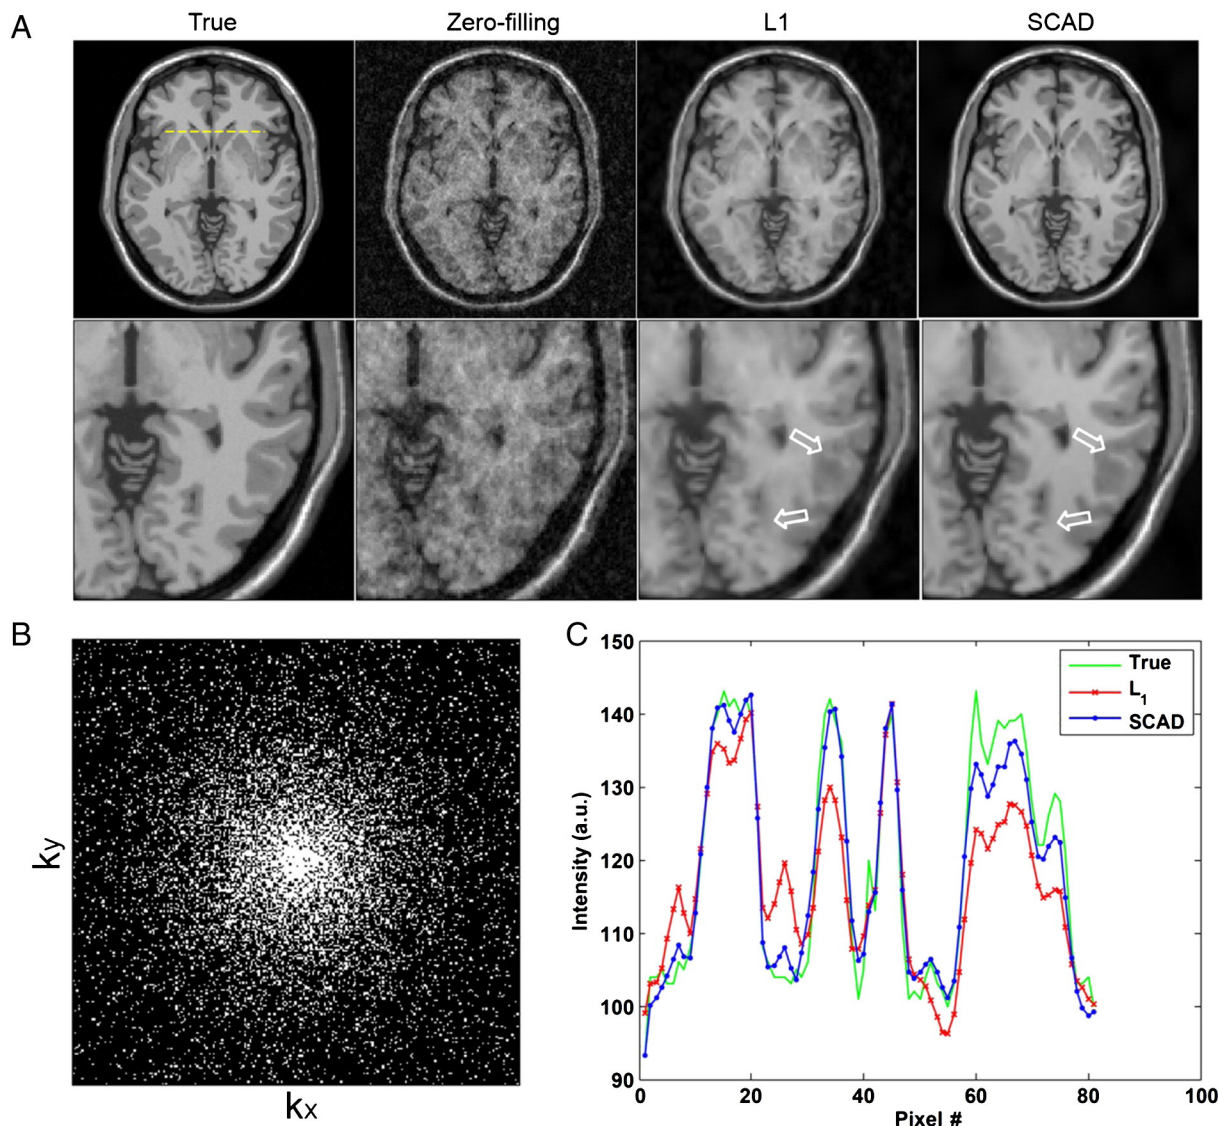 A
True
Zero-filling
L1
SCAD
B
ky
kx
C
150
140
130
120
110
100
90
Intensity (a.u.)
True
L1
SCAD
0
20
40
60
80
100
Pixel #